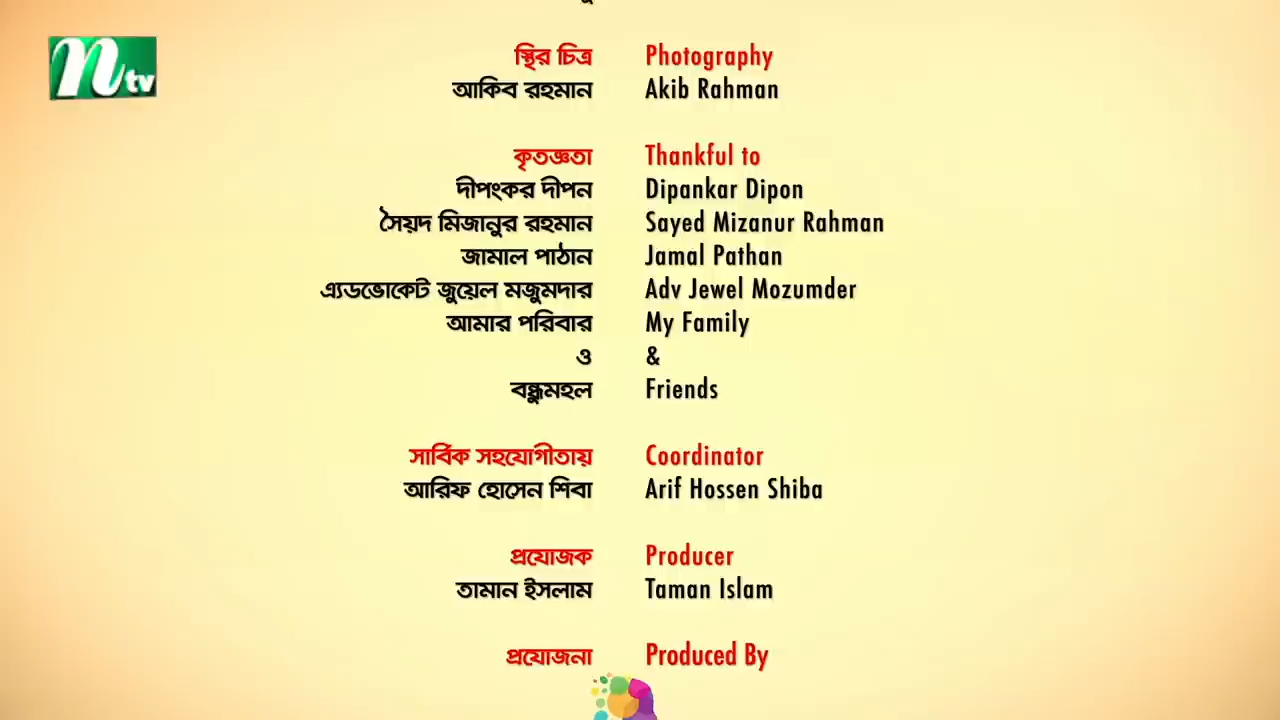 ntv
স্থির চিত্র Photography
আকিব রহমান Akib Rahman
কৃতজ্ঞতা Thankful to
দীপংকর দীপন Dipankar Dipon
সৈয়দ মিজানুর রহমান Sayed Mizanur Rahman
জামাল পাঠান Jamal Pathan
এ্যডভোকেট জুয়েল মজুমদার Adv Jewel Mozumder
আমার পরিবার My Family
ও &
বন্ধুমহল Friends
সার্বিক সহযোগীতায় Coordinator
আরিফ হোসেন শিবা Arif Hossen Shiba
প্রযোজক Producer
তামান ইসলাম Taman Islam
প্রযোজনা Produced By